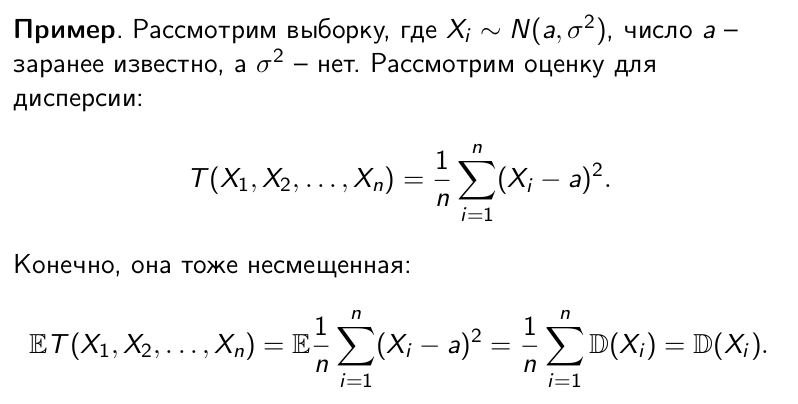 Пример. Рассмотрим выборку, где $X_i \sim N(a, \sigma^2)$, число $a$ –
заранее известно, а $\sigma^2$ – нет. Рассмотрим оценку для
дисперсии:
$T(X_1, X_2, \ldots, X_n) = \frac{1}{n} \sum_{i=1}^{n} (X_i - a)^2.$
Конечно, она тоже несмещенная:
$\mathbb{E} T(X_1, X_2, \ldots, X_n) = \mathbb{E} \frac{1}{n} \sum_{i=1}^{n} (X_i - a)^2 = \frac{1}{n} \sum_{i=1}^{n} \mathbb{D}(X_i) = \mathbb{D}(X_i).$